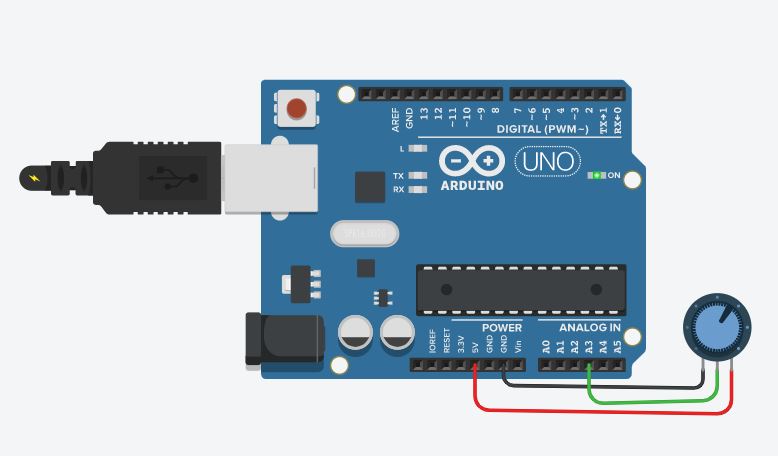 AREF
GND
13
12
~11
~10
~9
8
7
~6
~5
4
~3
2
TX→1
RX←0
DIGITAL (PWM~)
L
TX
RX
UNO
ARDUINO
ON
POWER
ANALOG IN
IOREF
RESET
3.3V
5V
GND
GND
Vin
A0
A1
A2
A3
A4
A5